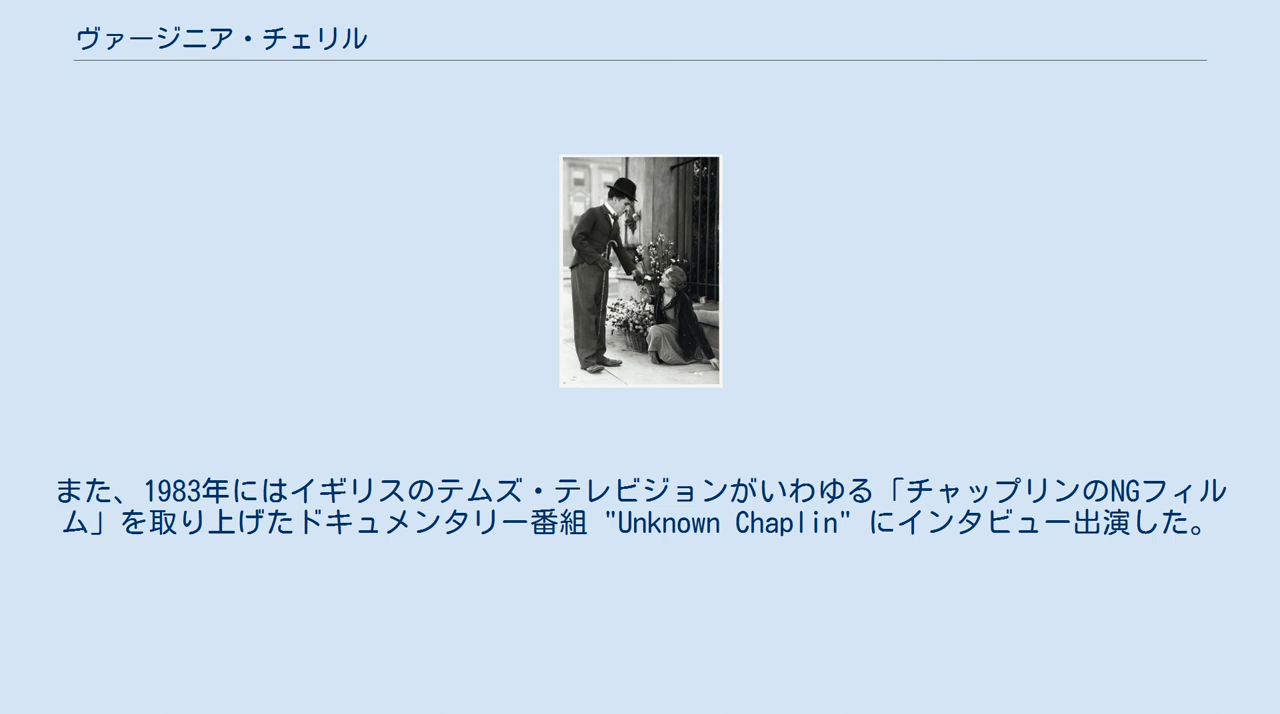 ヴァージニア・チェリル
また、1983年にはイギリスのテムズ・テレビジョンがいわゆる「チャップリンのNGフィル
ム」を取り上げたドキュメンタリー番組 "Unknown Chaplin" にインタビュー出演した。